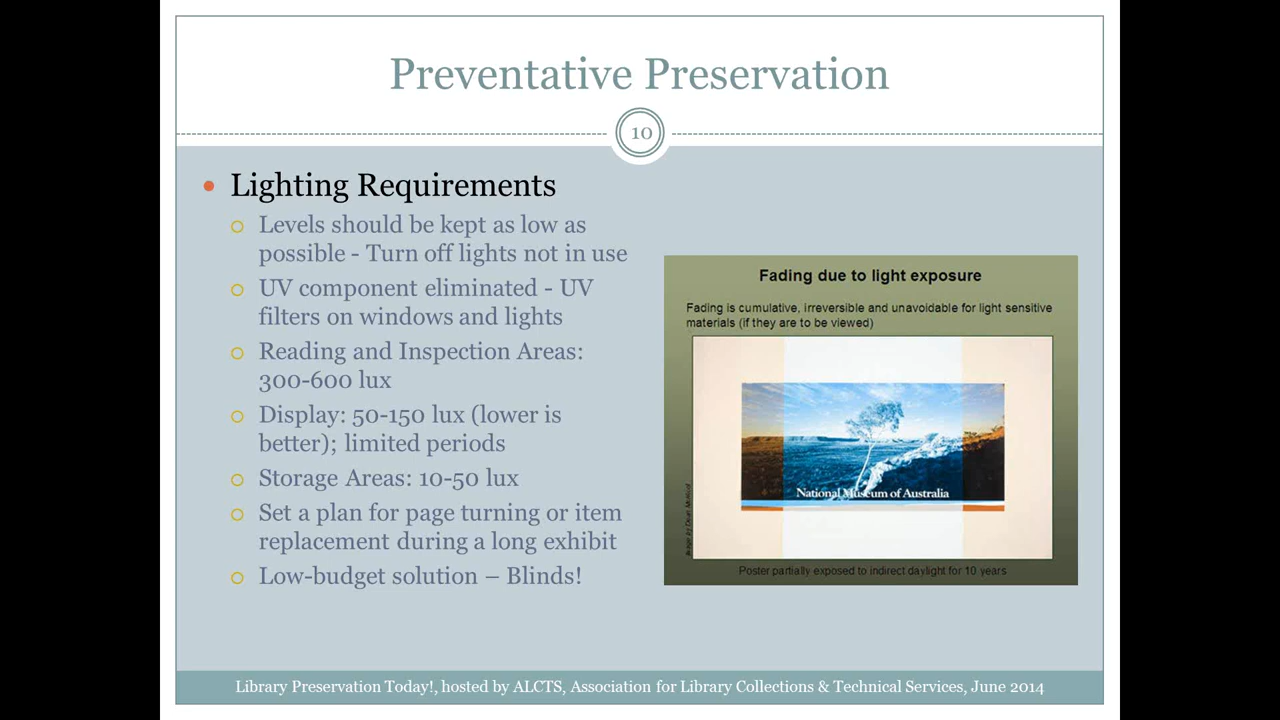 Preventative Preservation
10
Lighting Requirements
Levels should be kept as low as
possible - Turn off lights not in use
UV component eliminated - UV
filters on windows and lights
Reading and Inspection Areas:
300-600 lux
Display: 50-150 lux (lower is
better); limited periods
Storage Areas: 10-50 lux
Set a plan for page turning or item
replacement during a long exhibit
Low-budget solution – Blinds!
Fading due to light exposure
Fading is cumulative, irreversible and unavoidable for light sensitive
materials (if they are to be viewed)
National Museum of Australia
Poster partially exposed to indirect daylight for 10 years
Library Preservation Today!, hosted by ALCTS, Association for Library Collections & Technical Services, June 2014